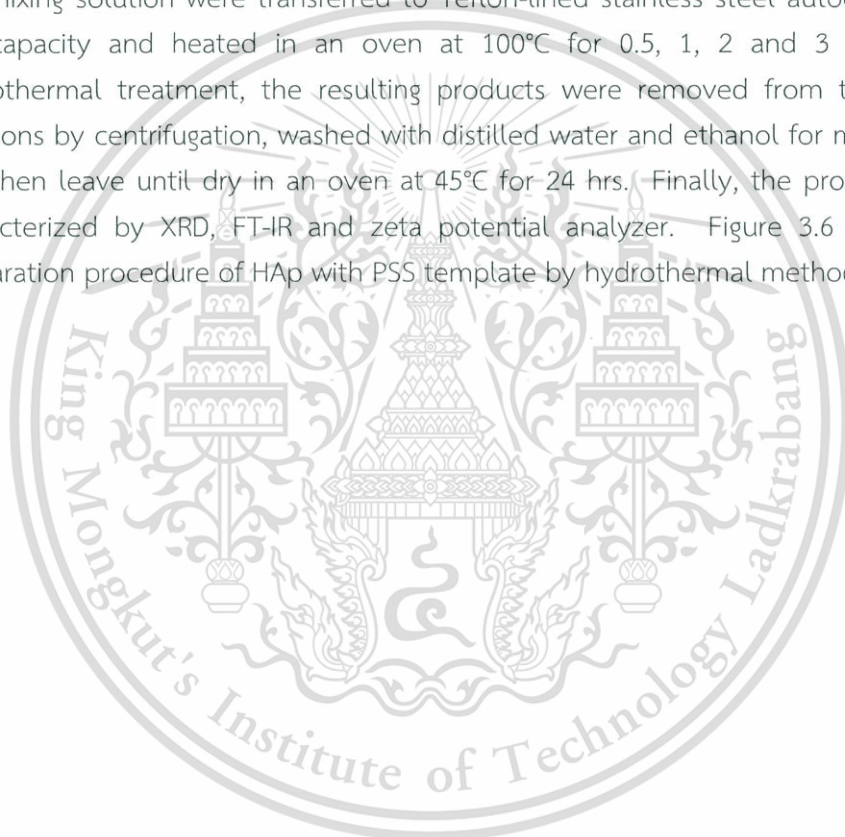 nixing solution were transferred to Teflon-lined stainless steel
capacity and heated in an oven at 100°C for 0.5, 1, 2 and 3
othermal treatment, the resulting products were removed from
ons by centrifugation, washed with distilled water and ethanol for
hen leave until dry in an oven at 45°C for 24 hrs. Finally, the pro
cterized by XRD, FT-IR and zeta potential analyzer. Figure 3.6
aration procedure of HAp with PSS template by hydrothermal method
King Mongkut's Institute of Technology Ladkrabang